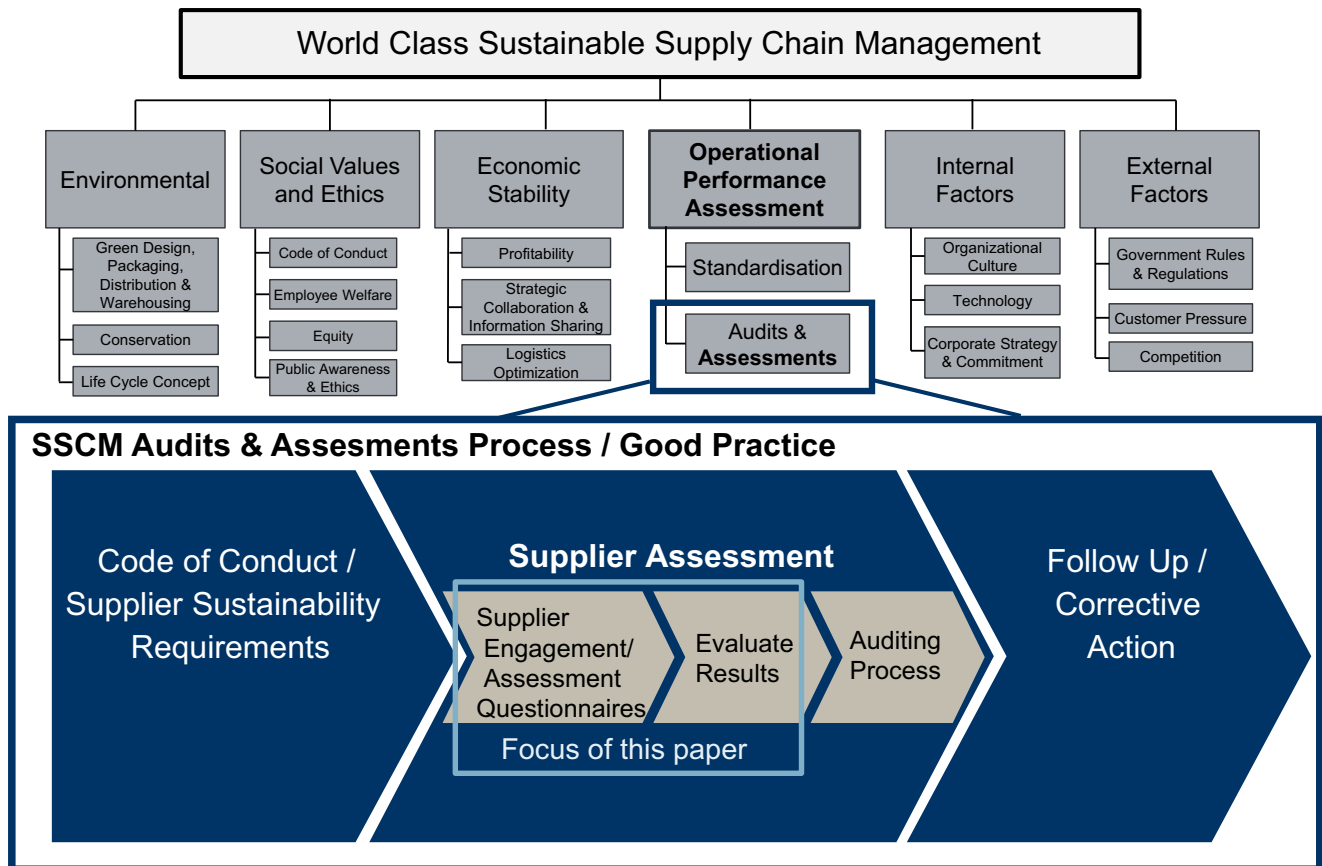 World Class Sustainable Supply Chain Management
Environmental
Green Design,
Packaging,
Distribution &
Warehousing
Conservation
Life Cycle Concept
Social Values
and Ethics
Code of Conduct
Employee Welfare
Equity
Public Awareness
& Ethics
Economic
Stability
Profitability
Strategic
Collaboration &
Information Sharing
Logistics
Optimization
Operational
Performance
Assessment
Standardisation
Audits &
Assessments
Internal
Factors
Organizational
Culture
Technology
Corporate Strategy
& Commitment
External
Factors
Government Rules
& Regulations
Customer Pressure
Competition
SSCM Audits & Assesments Process / Good Practice
Code of Conduct /
Supplier Sustainability
Requirements
Supplier Assessment
Supplier
Engagement/
Assessment
Questionnaires
Evaluate
Results
Auditing
Process
Focus of this paper
Follow Up /
Corrective
Action